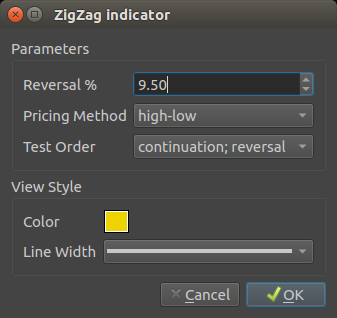 ZigZag indicator
Parameters
Reversal % 9.50
Pricing Method high-low
Test Order continuation; reversal
View Style
Color
Line Width
Cancel OK